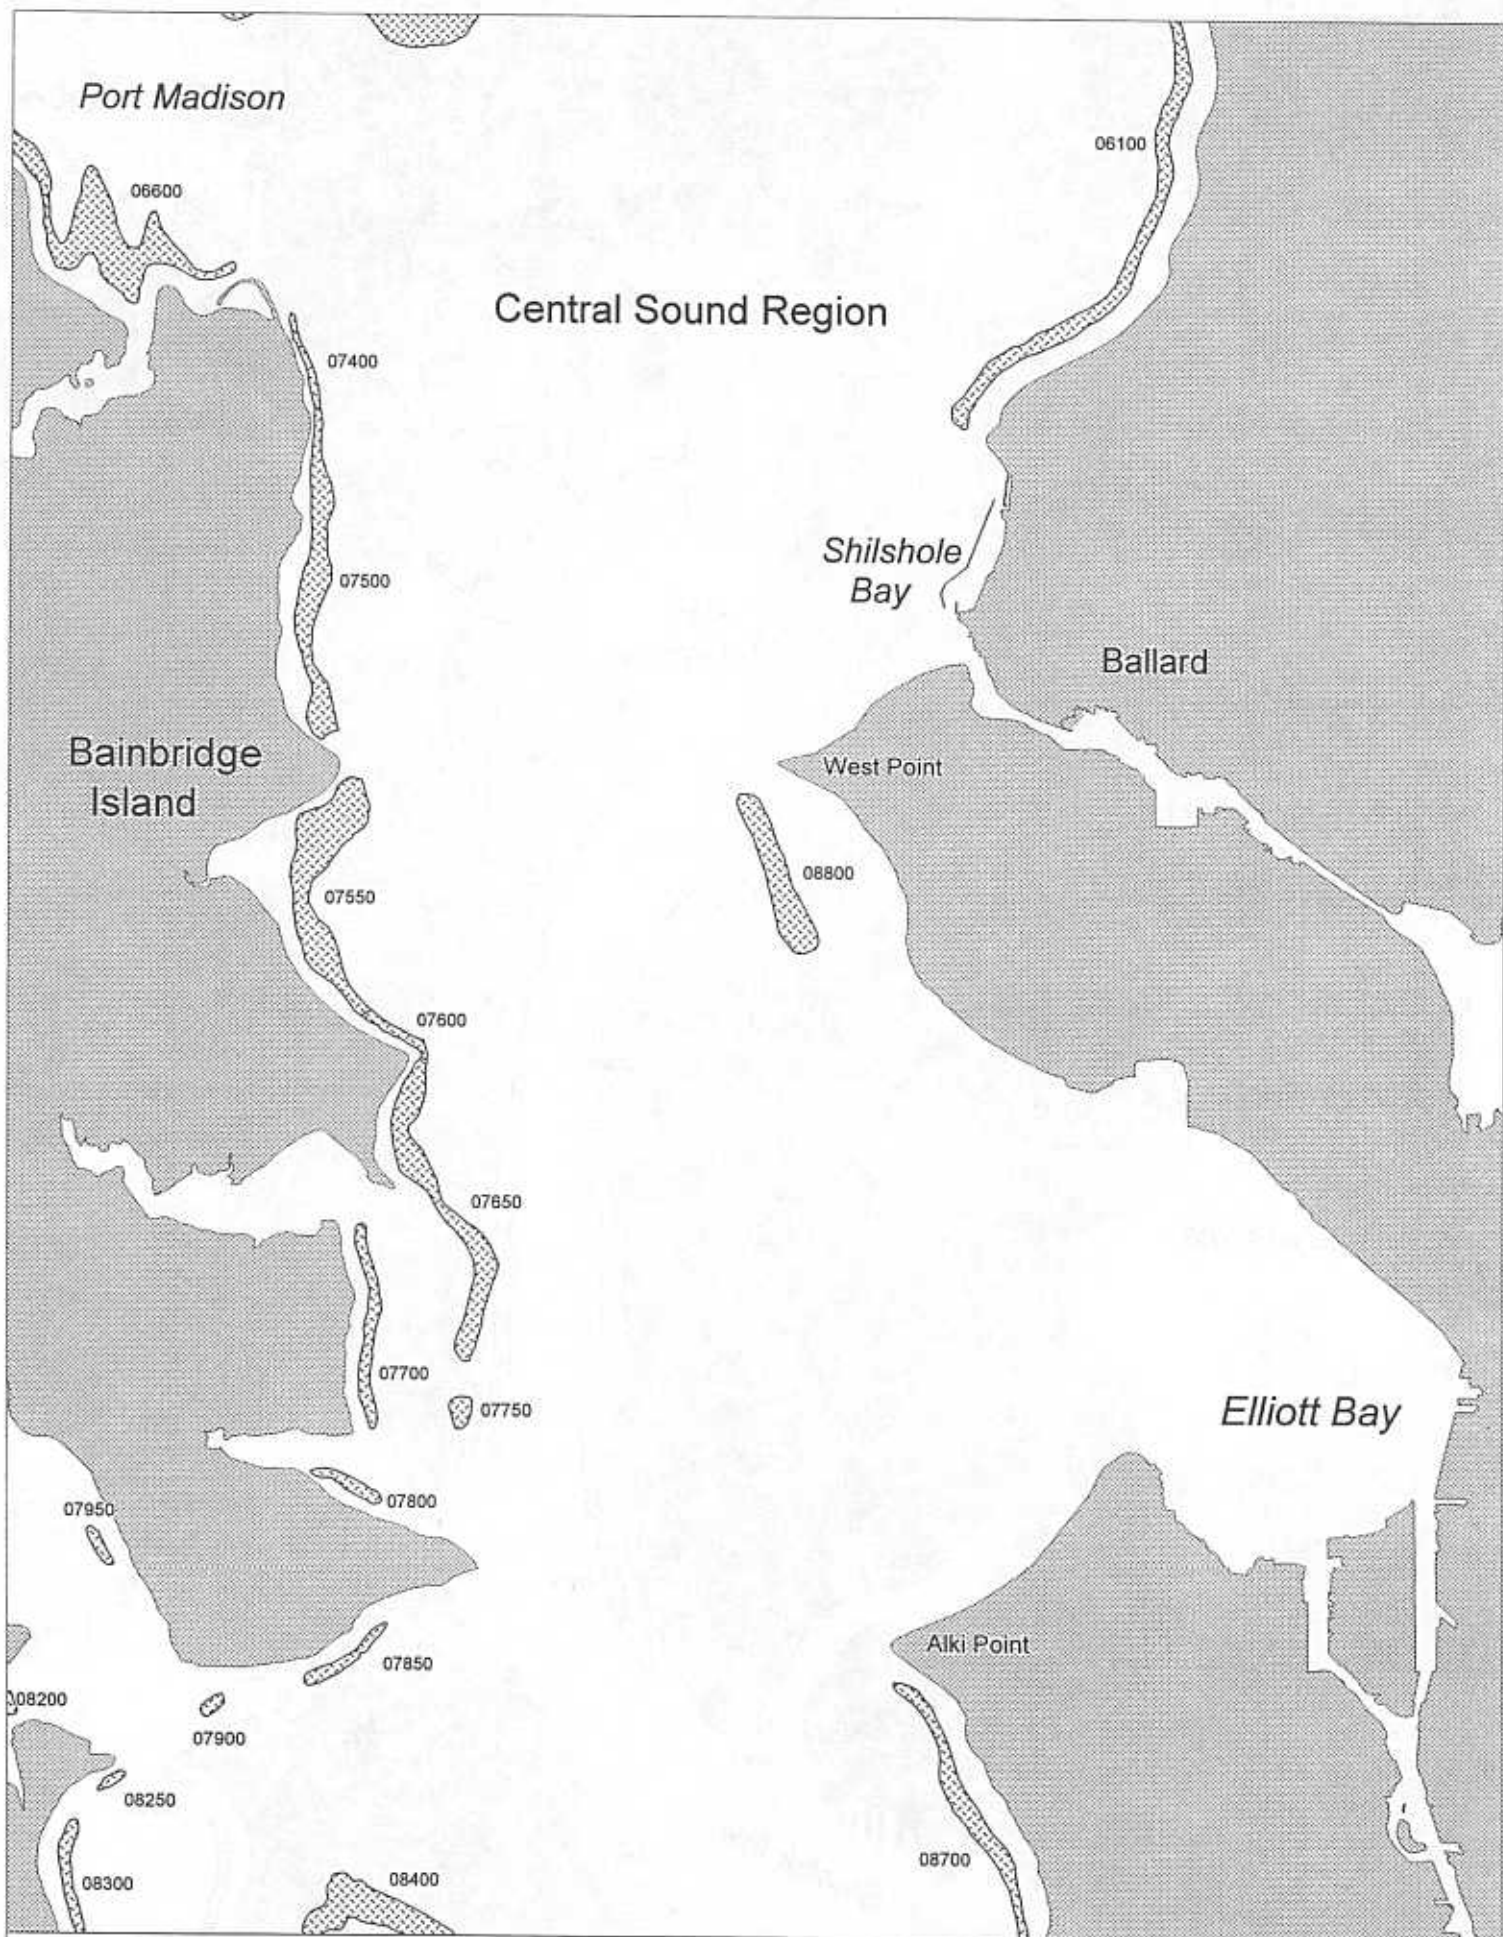 Port Madison
06100
06600
Central Sound Region
07400
Shilshole
Bay
07500
Ballard
Bainbridge
Island
West Point
08800
07550
07600
07650
07700
07750
Elliott Bay
07800
07950
Alki Point
07850
08200
07900
08250
08700
08300
08400